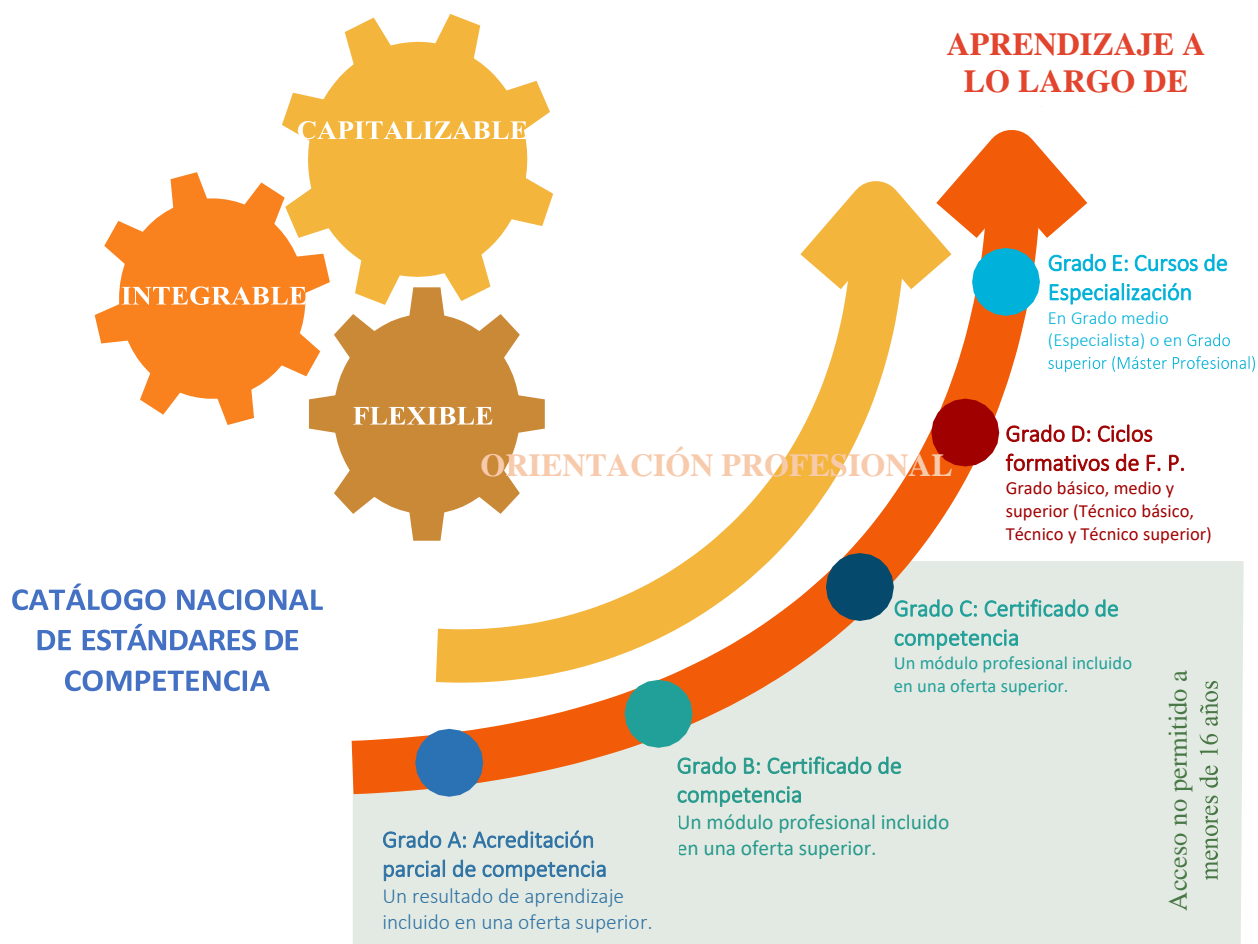 APRENDIZAJE A
LO LARGO DE
CAPITALIZABLE
INTEGRABLE
FLEXIBLE
ORIENTACIÓN PROFESIONAL
Grado E: Cursos de
Especialización
En Grado medio
(Especialista) o en Grado
superior (Máster Profesional)
Grado D: Ciclos
formativos de F. P.
Grado básico, medio y
superior (Técnico básico,
Técnico y Técnico superior)
CATÁLOGO NACIONAL
DE ESTÁNDARES DE
COMPETENCIA
Grado C: Certificado de
competencia
Un módulo profesional incluido
en una oferta superior.
Grado B: Certificado de
competencia
Un módulo profesional incluido
en una oferta superior.
Grado A: Acreditación
parcial de competencia
Un resultado de aprendizaje
incluido en una oferta superior.
Acceso no permitido a
menores de 16 años